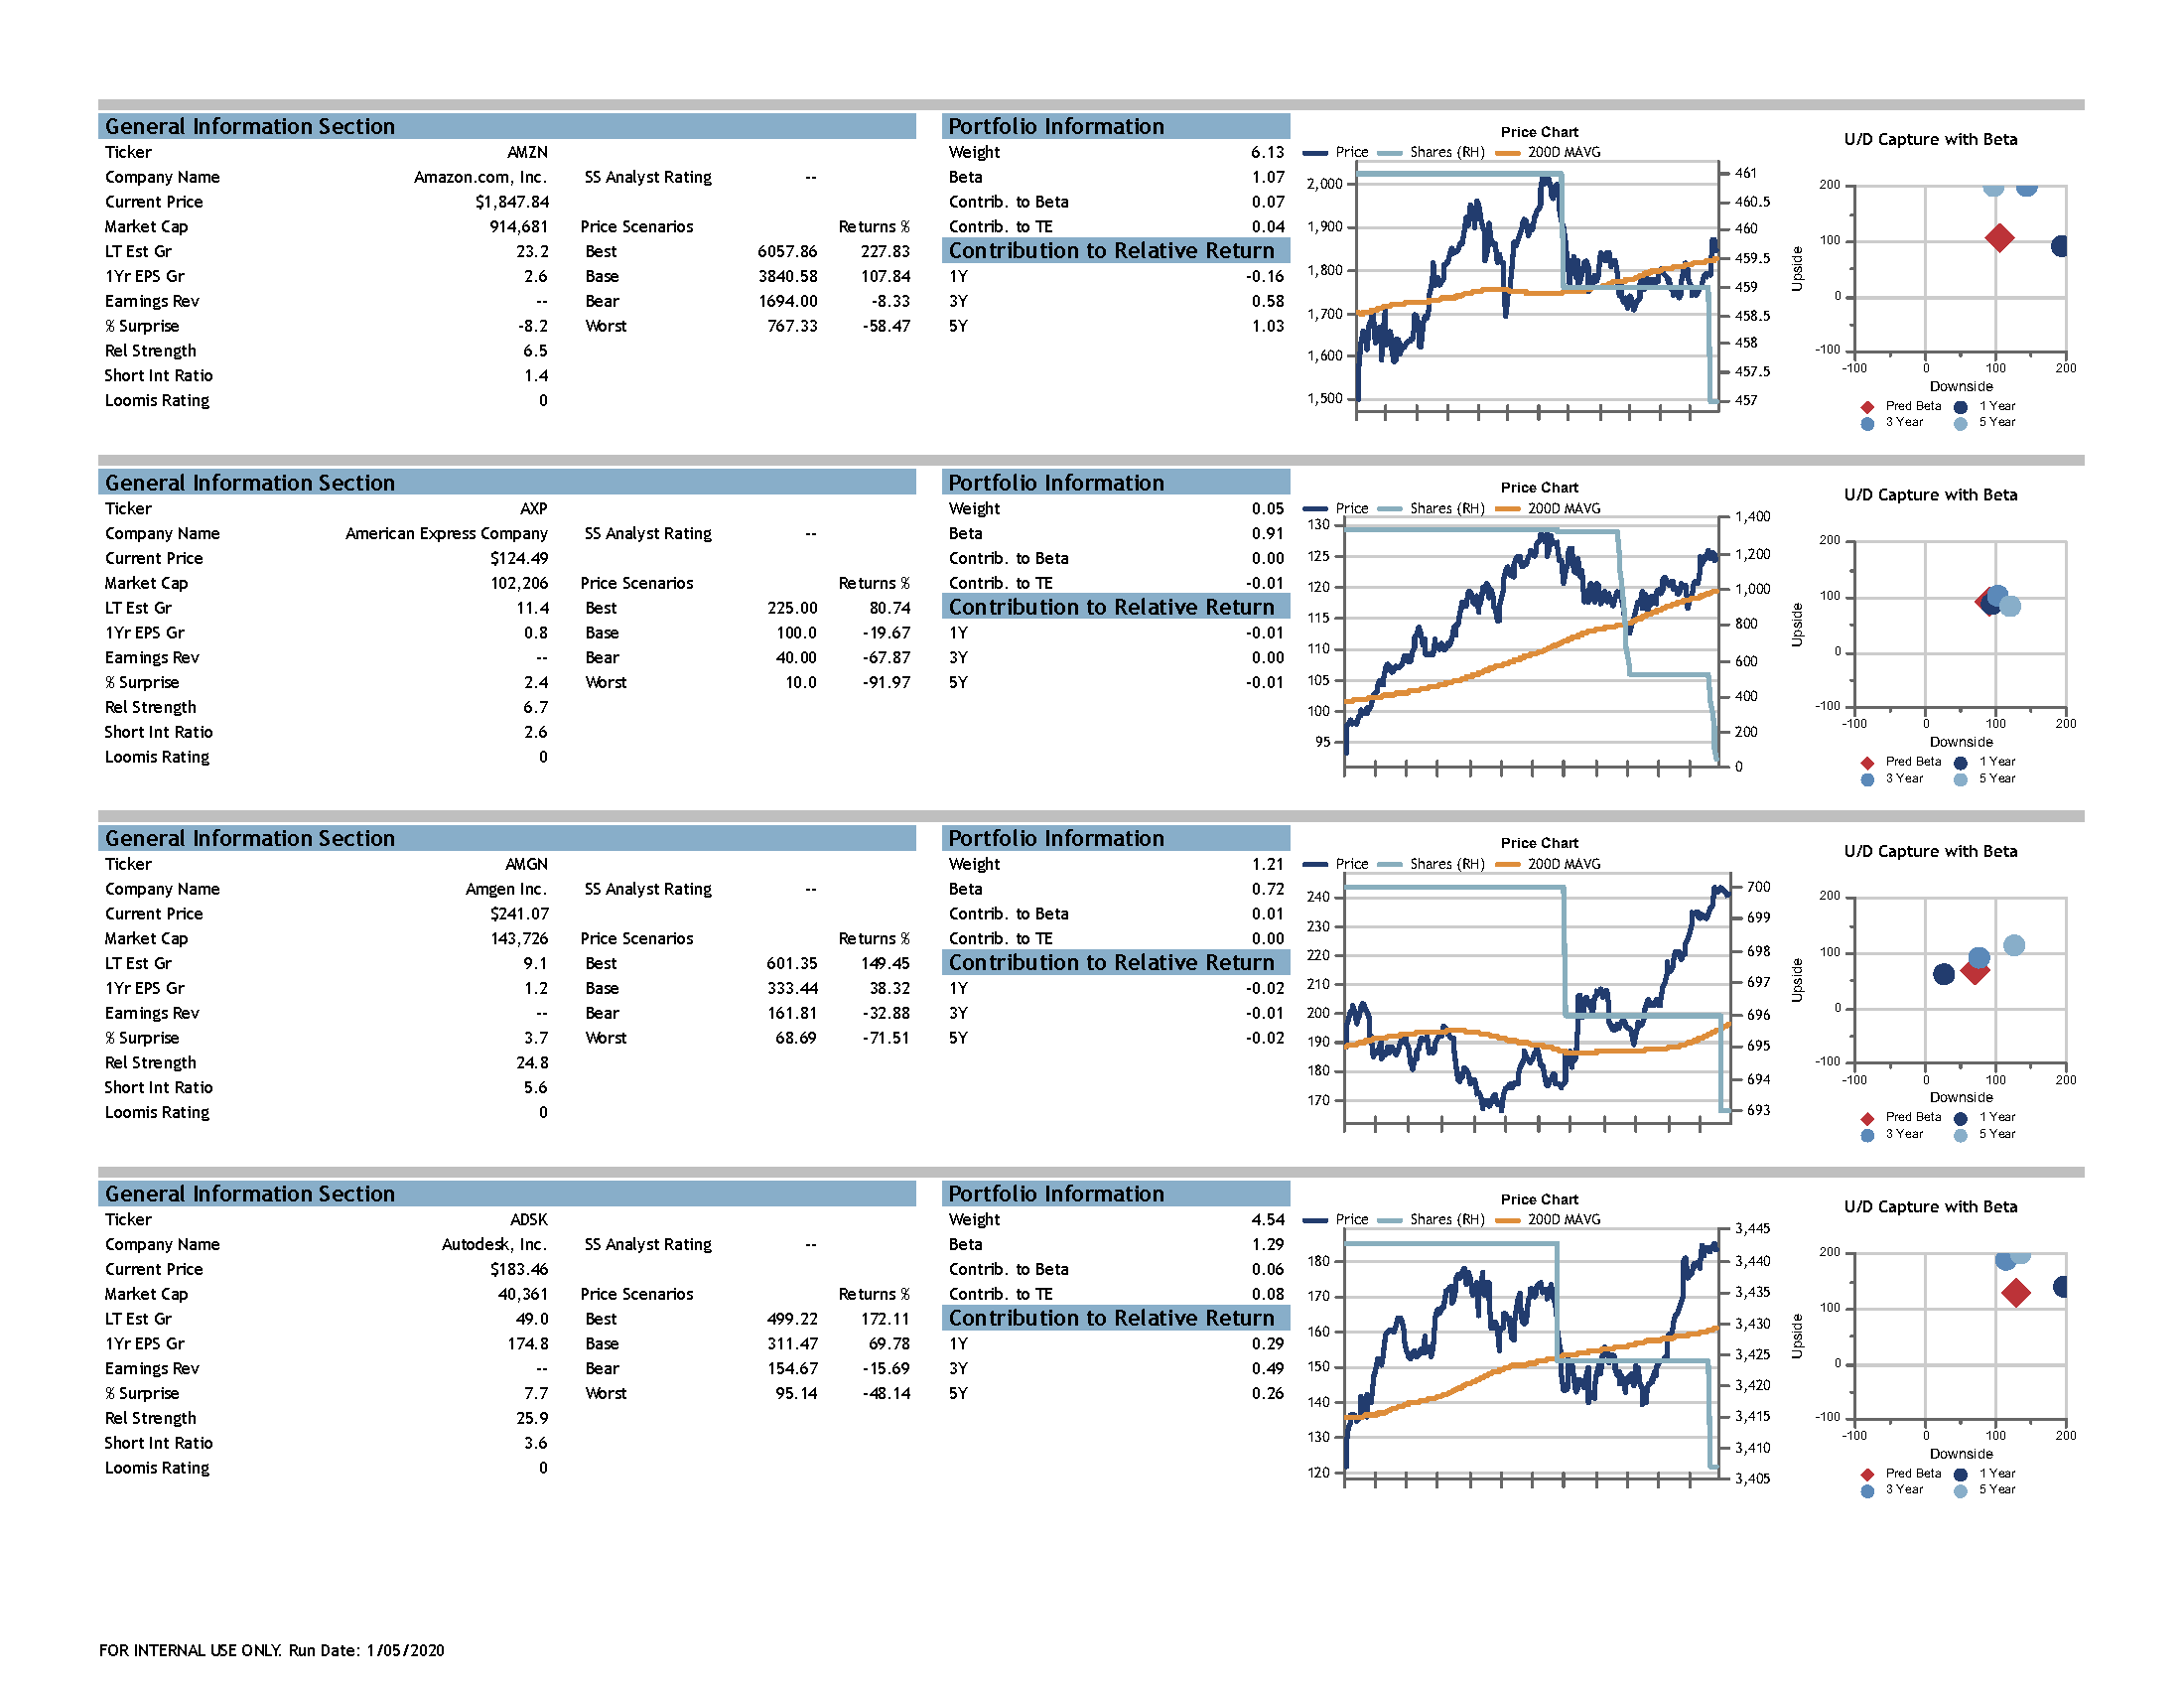 General Information Section
Ticker AMZN
Company Name Amazon.com, Inc. SS Analyst Rating --
Current Price $1,847.84
Market Cap 914,681 Price Scenarios Returns %
LT Est Gr 23.2 Best 6057.86 227.83
1Yr EPS Gr 2.6 Base 3840.58 107.84
Earnings Rev -- Bear 1694.00 -8.33
% Surprise -8.2 Worst 767.33 -58.47
Rel Strength 6.5
Short Int Ratio 1.4
Loomis Rating 0
Portfolio Information
Weight 6.13
Beta 1.07
Contrib. to Beta 0.07
Contrib. to TE 0.04
Contribution to Relative Return
1Y -0.16
3Y 0.58
5Y 1.03
Price Chart
Price Shares (RH) 200D MAVG
2,000
1,900
1,800
1,700
1,600
1,500
461
460.5
460
459.5
459
458.5
458
457.5
457
U/D Capture with Beta
Upside
200
100
0
-100
-100 0 100 200
Downside
Pred Beta 1 Year
3 Year 5 Year
General Information Section
Ticker AXP
Company Name American Express Company SS Analyst Rating --
Current Price $124.49
Market Cap 102,206 Price Scenarios Returns %
LT Est Gr 11.4 Best 225.00 80.74
1Yr EPS Gr 0.8 Base 100.0 -19.67
Earnings Rev -- Bear 40.00 -67.87
% Surprise 2.4 Worst 10.0 -91.97
Rel Strength 6.7
Short Int Ratio 2.6
Loomis Rating 0
Portfolio Information
Weight 0.05
Beta 0.91
Contrib. to Beta 0.00
Contrib. to TE -0.01
Contribution to Relative Return
1Y -0.01
3Y 0.00
5Y -0.01
Price Chart
Price Shares (RH) 200D MAVG
130
125
120
115
110
105
100
95
1,400
1,200
1,000
800
600
400
200
0
U/D Capture with Beta
Upside
200
100
0
-100
-100 0 100 200
Downside
Pred Beta 1 Year
3 Year 5 Year
General Information Section
Ticker AMGN
Company Name Amgen Inc. SS Analyst Rating --
Current Price $241.07
Market Cap 143,726 Price Scenarios Returns %
LT Est Gr 9.1 Best 601.35 149.45
1Yr EPS Gr 1.2 Base 333.44 38.32
Earnings Rev -- Bear 161.81 -32.88
% Surprise 3.7 Worst 68.69 -71.51
Rel Strength 24.8
Short Int Ratio 5.6
Loomis Rating 0
Portfolio Information
Weight 1.21
Beta 0.72
Contrib. to Beta 0.01
Contrib. to TE 0.00
Contribution to Relative Return
1Y -0.02
3Y -0.01
5Y -0.02
Price Chart
Price Shares (RH) 200D MAVG
240
230
220
210
200
190
180
170
700
699
698
697
696
695
694
693
U/D Capture with Beta
Upside
200
100
0
-100
-100 0 100 200
Downside
Pred Beta 1 Year
3 Year 5 Year
General Information Section
Ticker ADSK
Company Name Autodesk, Inc. SS Analyst Rating --
Current Price $183.46
Market Cap 40,361 Price Scenarios Returns %
LT Est Gr 49.0 Best 499.22 172.11
1Yr EPS Gr 174.8 Base 311.47 69.78
Earnings Rev -- Bear 154.67 -15.69
% Surprise 7.7 Worst 95.14 -48.14
Rel Strength 25.9
Short Int Ratio 3.6
Loomis Rating 0
Portfolio Information
Weight 4.54
Beta 1.29
Contrib. to Beta 0.06
Contrib. to TE 0.08
Contribution to Relative Return
1Y 0.29
3Y 0.49
5Y 0.26
Price Chart
Price Shares (RH) 200D MAVG
180
170
160
150
140
130
120
3,445
3,440
3,435
3,430
3,425
3,420
3,415
3,410
3,405
U/D Capture with Beta
Upside
200
100
0
-100
-100 0 100 200
Downside
Pred Beta 1 Year
3 Year 5 Year
FOR INTERNAL USE ONLY. Run Date: 1/05/2020